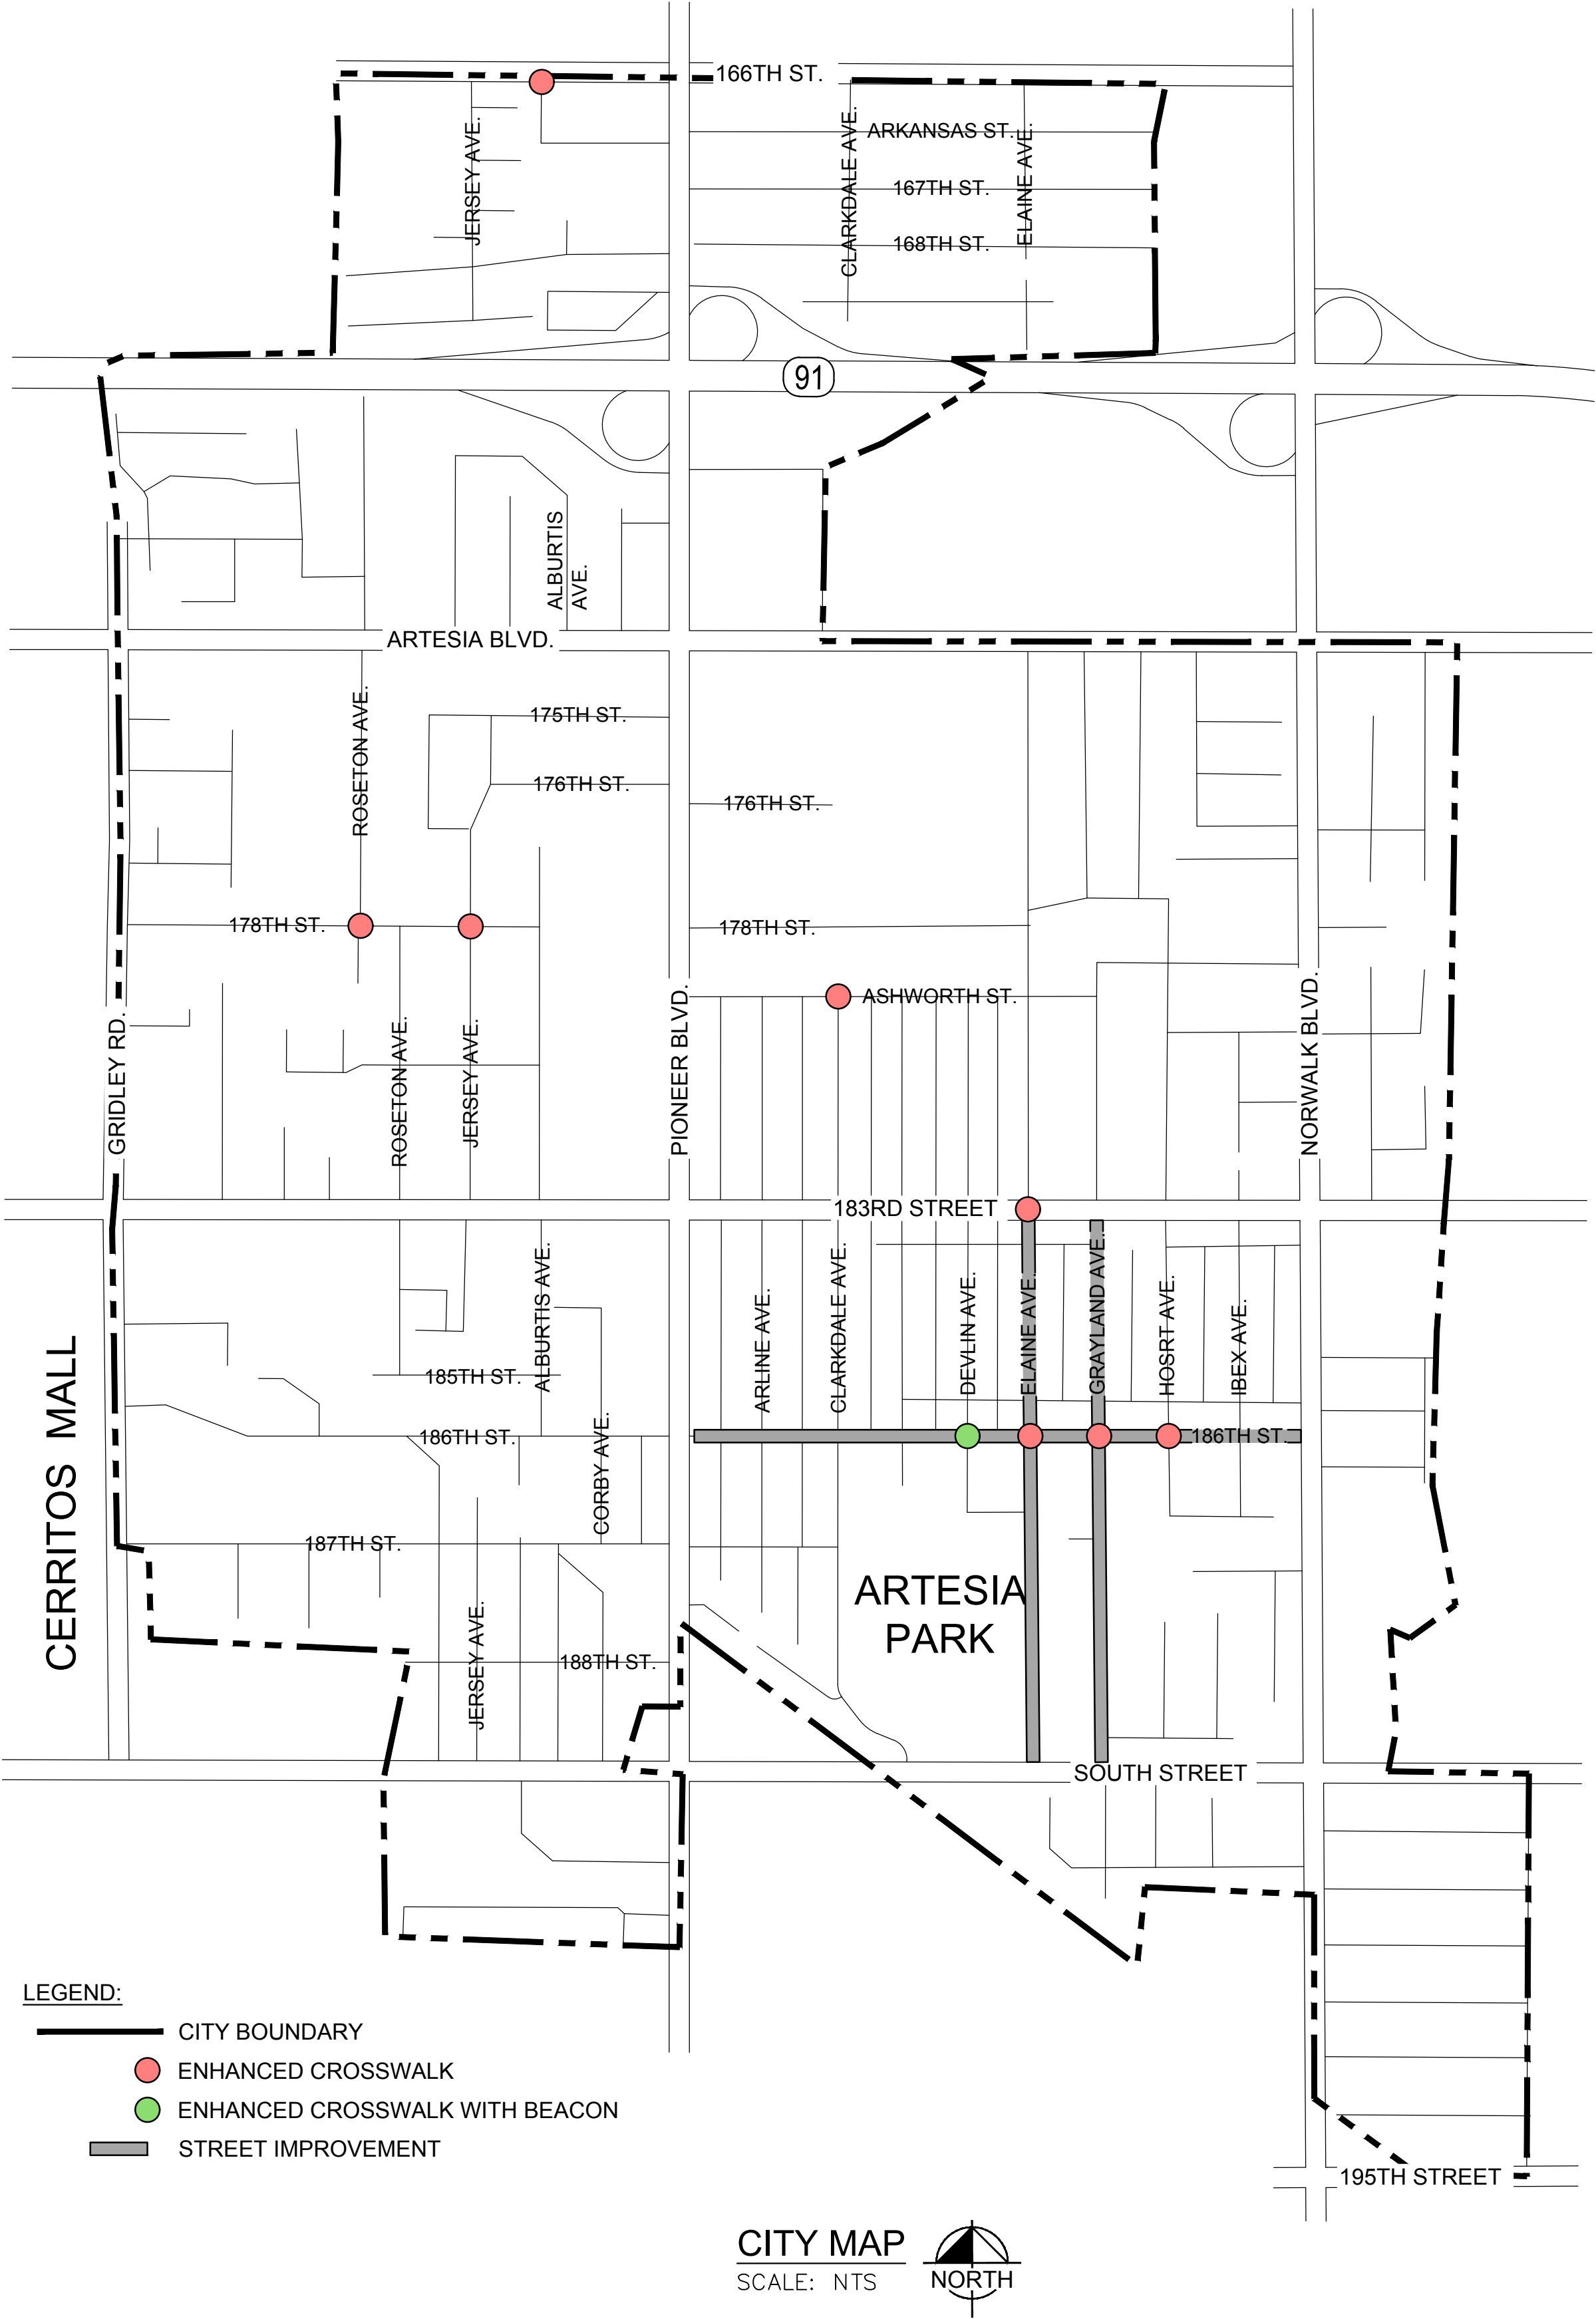 166TH ST.
JERSEY AVE.
CLARKDALE AVE.
ARKANSAS ST.
ELAINE AVE.
167TH ST.
168TH ST.
91
ALBURTIS
AVE.
ARTESIA BLVD.
ROSETON AVE.
175TH ST.
176TH ST.
176TH ST.
178TH ST.
178TH ST.
ASHWORTH ST.
GRIDLEY RD.
ROSETON AVE.
JERSEY AVE.
PIONEER BLVD.
NORWALK BLVD.
183RD STREET
CERRITOS MALL
ALBURTIS AVE.
ARLINE AVE.
CLARKDALE AVE.
DEVLIN AVE.
ELAINE AVE.
GRAYLAND AVE.
HOSRT AVE.
IBEX AVE.
185TH ST.
186TH ST.
CORBY AVE.
186TH ST.
187TH ST.
ARTESIA
PARK
JERSEY AVE.
188TH ST.
SOUTH STREET
LEGEND:
CITY BOUNDARY
ENHANCED CROSSWALK
ENHANCED CROSSWALK WITH BEACON
STREET IMPROVEMENT
195TH STREET
CITY MAP
SCALE: NTS
NORTH